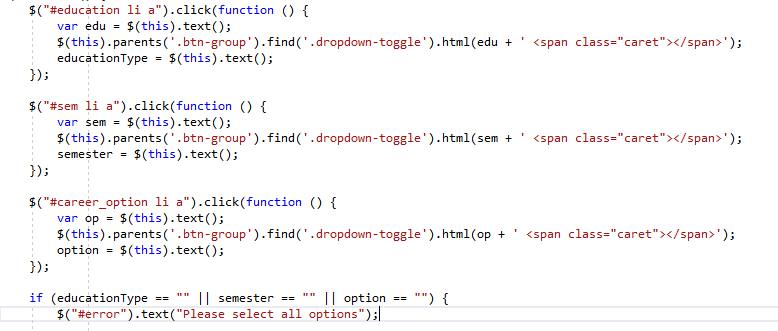 $("#education li a").click(function () {
var edu = $(this).text();
$(this).parents('.btn-group').find('.dropdown-toggle').html(edu + ' <span class="caret"></span>');
educationType = $(this).text();
});
$("#sem li a").click(function () {
var sem = $(this).text();
$(this).parents('.btn-group').find('.dropdown-toggle').html(sem + ' <span class="caret"></span>');
semester = $(this).text();
});
$("#career_option li a").click(function () {
var op = $(this).text();
$(this).parents('.btn-group').find('.dropdown-toggle').html(op + ' <span class="caret"></span>');
option = $(this).text();
});
if (educationType == "" || semester == "" || option == "") {
$("#error").text("Please select all options");